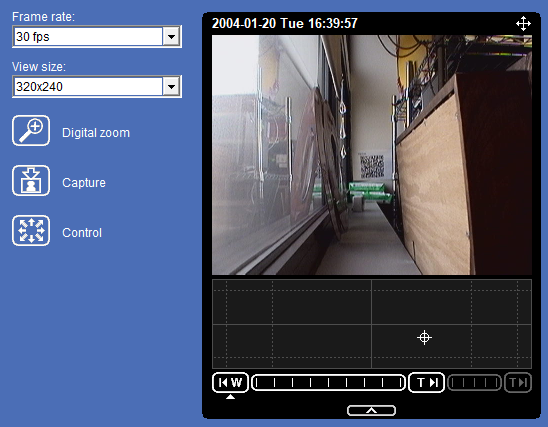 Frame rate:
30 fps
View size:
320x240
Digital zoom
Capture
Control
2004-01-20 Tue 16:39:57
W
T
T